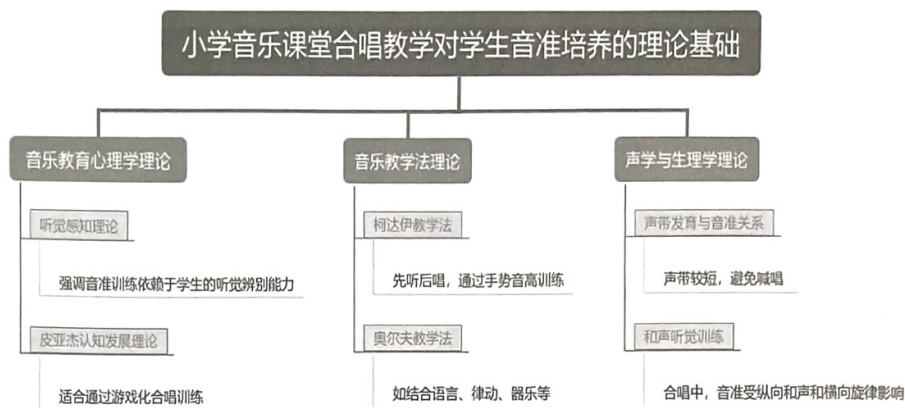 小学音乐课堂合唱教学对学生音准培养的理论基础
音乐教育心理学理论
听觉感知理论
强调音准训练依赖于学生的听觉辨别能力
皮亚杰认知发展理论
适合通过游戏化合唱训练
音乐教学法理论
柯达伊教学法
先听后唱，通过手势音高训练
奥尔夫教学法
如结合语言、律动、器乐等
声学与生理学理论
声带发育与音准关系
声带较短，避免喊唱
和声听觉训练
合唱中，音准受纵向和声和横向旋律影响